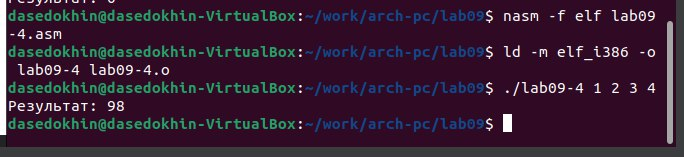 Результат: 0
dasedokhin@dasedokhin-VirtualBox:~/work/arch-pc/lab09$ nasm -f elf lab09
-4.asm
dasedokhin@dasedokhin-VirtualBox:~/work/arch-pc/lab09$ ld -m elf_i386 -o
 lab09-4 lab09-4.o
dasedokhin@dasedokhin-VirtualBox:~/work/arch-pc/lab09$ ./lab09-4 1 2 3 4
Результат: 98
dasedokhin@dasedokhin-VirtualBox:~/work/arch-pc/lab09$